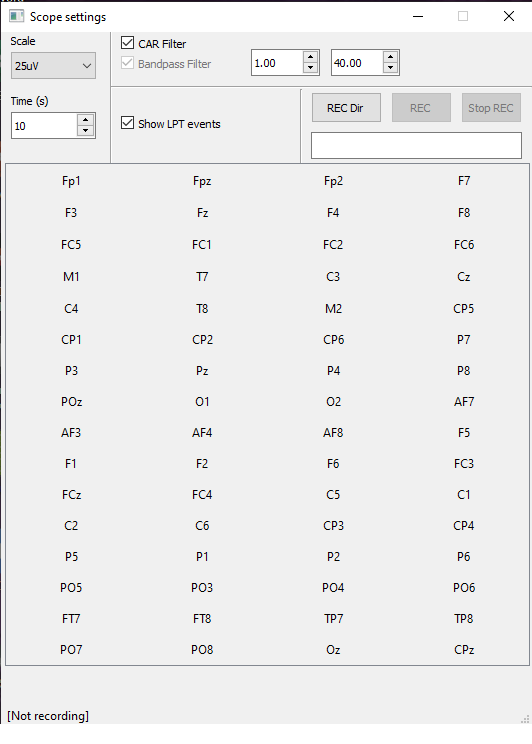 Scope settings
Scale
25uV
Time (s)
10
CAR Filter
Bandpass Filter
1.00
40.00
Show LPT events
REC Dir
REC
Stop REC
Fp1 Fpz Fp2 F7
F3 Fz F4 F8
FC5 FC1 FC2 FC6
M1 T7 C3 Cz
C4 T8 M2 CP5
CP1 CP2 CP6 P7
P3 Pz P4 P8
POz O1 O2 AF7
AF3 AF4 AF8 F5
F1 F2 F6 FC3
FCz FC4 C5 C1
C2 C6 CP3 CP4
P5 P1 P2 P6
PO5 PO3 PO4 PO6
FT7 FT8 TP7 TP8
PO7 PO8 Oz CPz
[Not recording]